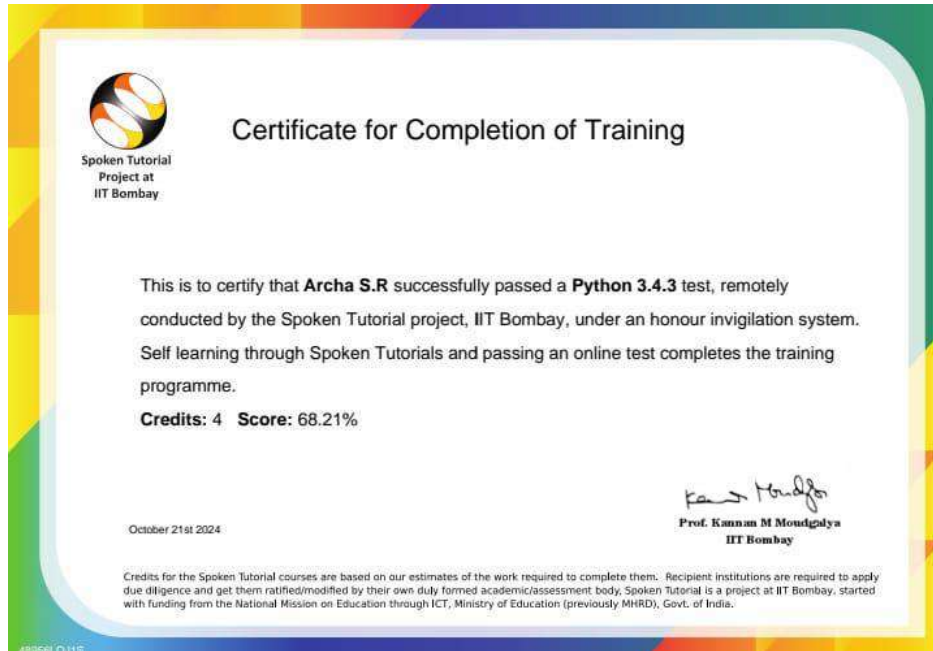 Spoken Tutorial
Project at
IIT Bombay
Certificate for Completion of Training
This is to certify that Archa S.R successfully passed a Python 3.4.3 test, remotely
conducted by the Spoken Tutorial project, IIT Bombay, under an honour invigilation system.
Self learning through Spoken Tutorials and passing an online test completes the training
programme.
Credits: 4 Score: 68.21%
October 21st 2024
Prof. Kannan M Moudgalya
IIT Bombay
Credits for the Spoken Tutorial courses are based on our estimates of the work required to complete them. Recipient institutions are required to apply
due diligence and get them ratified/modified by their own duly formed academic/assessment body, Spoken Tutorial is a project at IIT Bombay, started
with funding from the National Mission on Education through ICT, Ministry of Education (previously MHRD), Govt. of India.